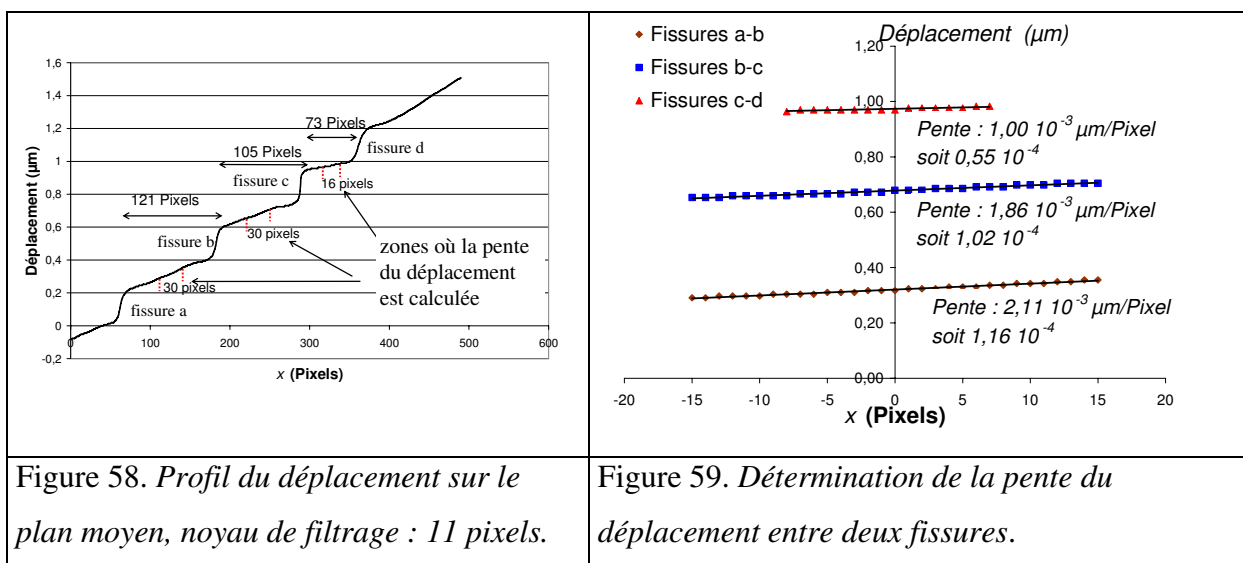 1,6
1,4
1,2
1
0,8
0,6
0,4
0,2
0
-0,2
Déplacement (µm)
73 Pixels
fissure d
105 Pixels
fissure c
16 pixels
121 Pixels
fissure b
30 pixels
zones où la pente
du déplacement
est calculée
30 pixels
fissure a
0 100 200 300 400 500 600
x (Pixels)
Fissures a-b
Fissures b-c
Fissures c-d
Déplacement (µm)
1,20
1,00
0,80
0,60
0,40
0,20
0,00
Pente : 1,00 10⁻³ µm/Pixel
soit 0,55 10⁻⁴
Pente : 1,86 10⁻³ µm/Pixel
soit 1,02 10⁻⁴
Pente : 2,11 10⁻³ µm/Pixel
soit 1,16 10⁻⁴
-20 -15 -10 -5 0 5 10 15 20
x (Pixels)
Figure 58. Profil du déplacement sur le
plan moyen, noyau de filtrage : 11 pixels.
Figure 59. Détermination de la pente du
déplacement entre deux fissures.